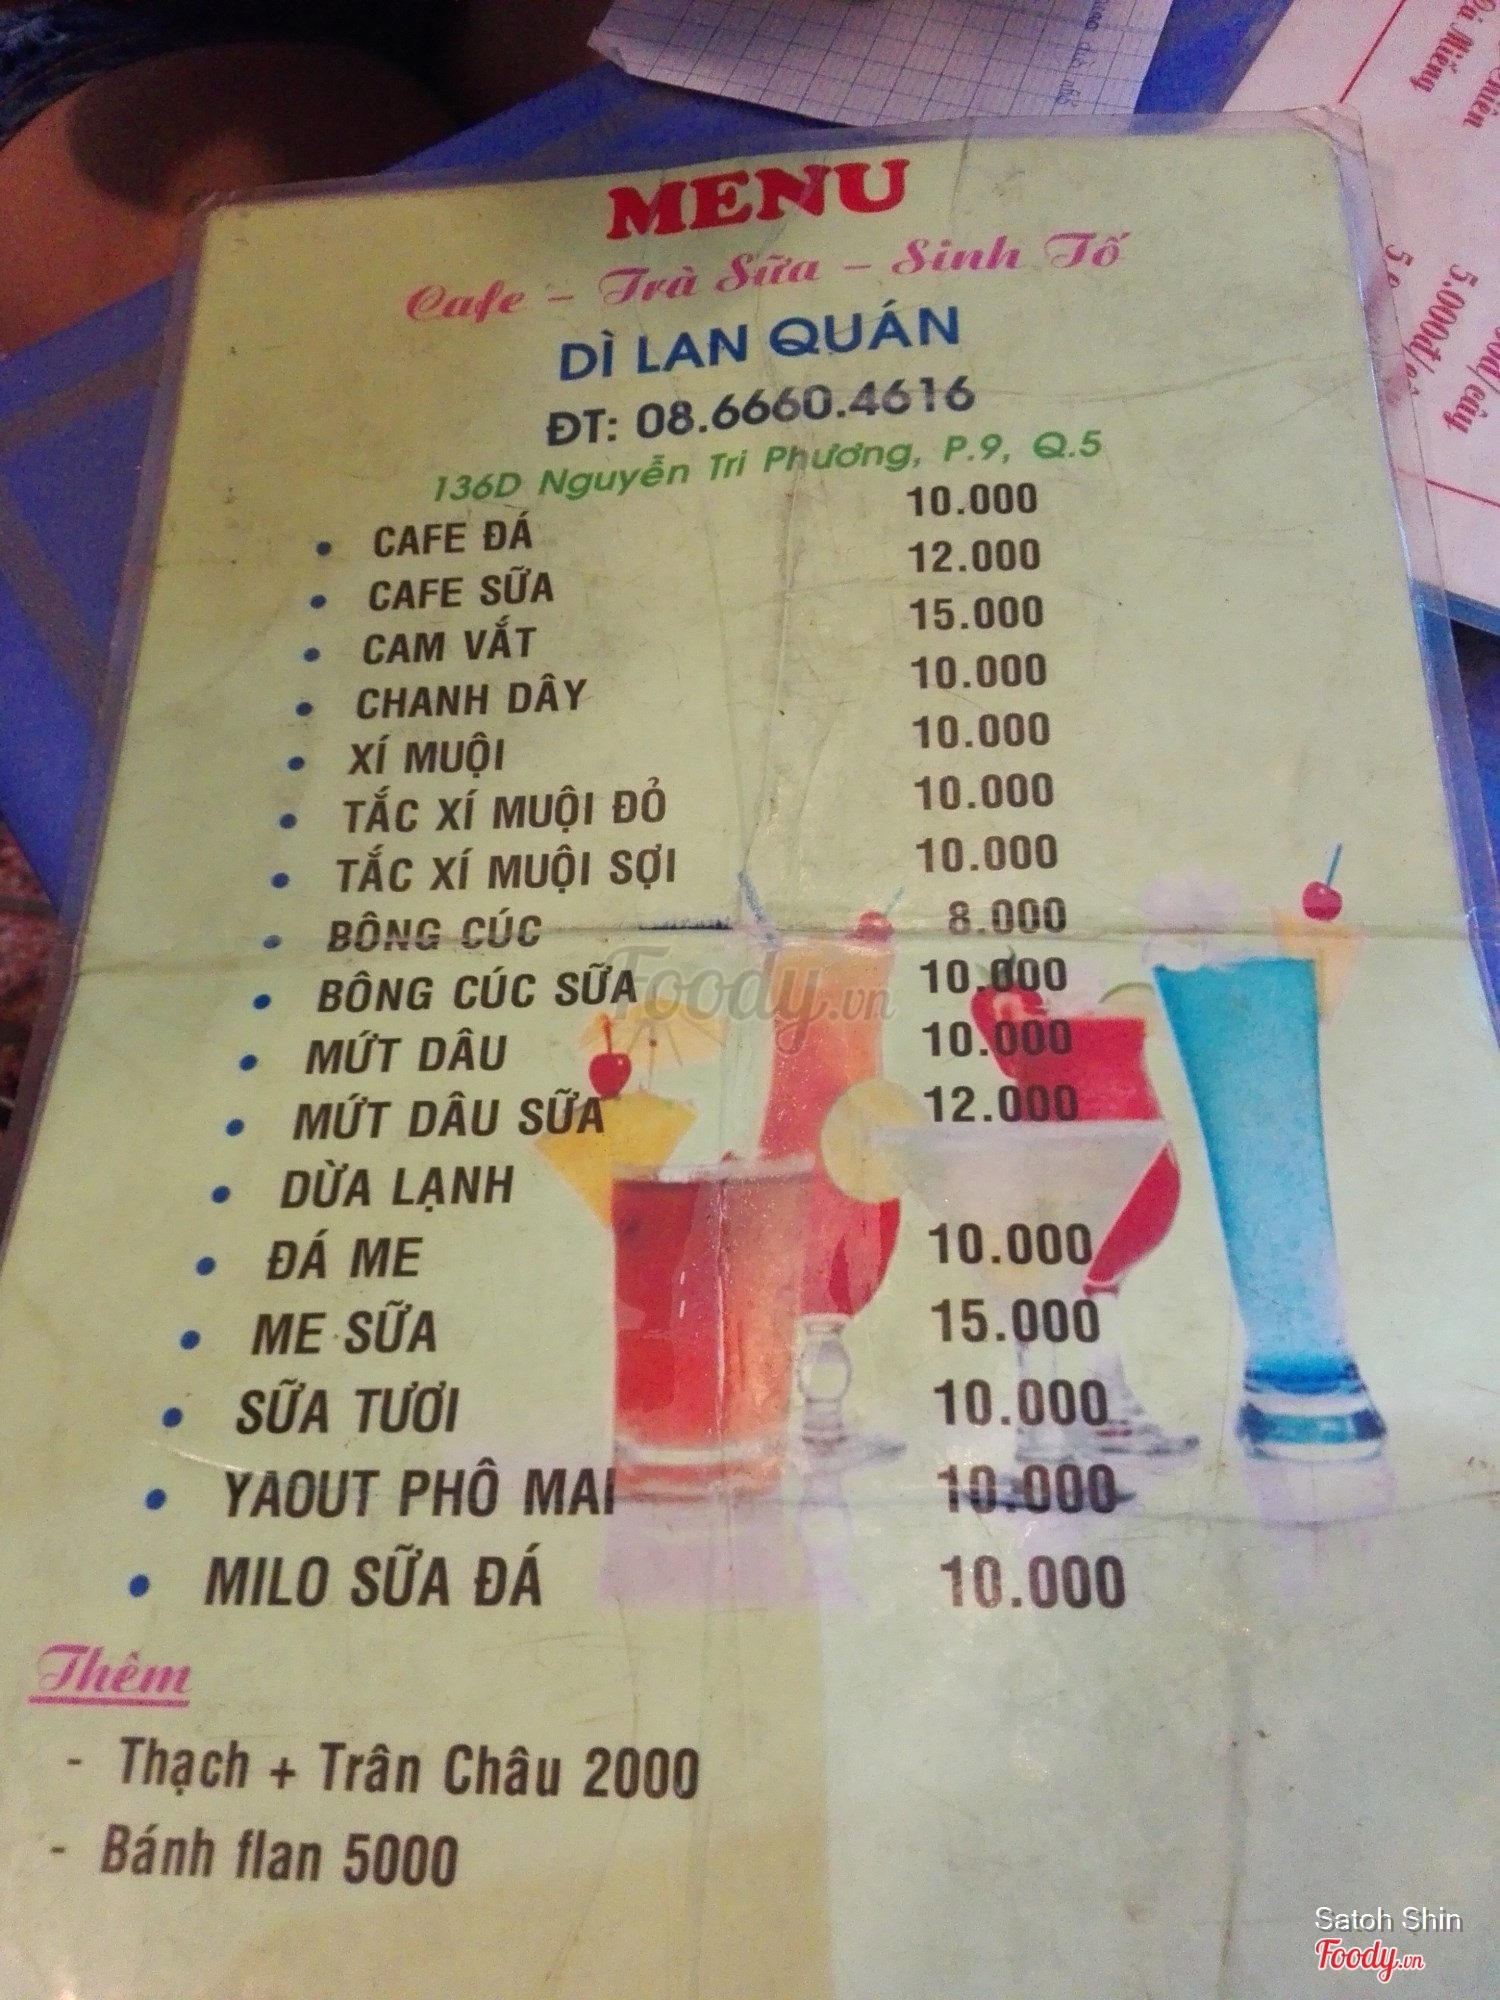 MENU
Cafe – Trà Sữa – Sinh Tố
DÌ LAN QUÁN
ĐT: 08.6660.4616
136D Nguyễn Tri Phương, P.9, Q.5
• CAFE ĐÁ 10.000
• CAFE SỮA 12.000
• CAM VẮT 15.000
• CHANH DÂY 10.000
• XÍ MUỘI 10.000
• TẮC XÍ MUỘI ĐỎ 10.000
• TẮC XÍ MUỘI SỢI 10.000
• BÔNG CÚC 8.000
• BÔNG CÚC SỮA 10.000
• MỨT DÂU 10.000
• MỨT DÂU SỮA 12.000
• DỪA LẠNH
• ĐÁ ME 10.000
• ME SỮA 15.000
• SỮA TƯƠI 10.000
• YAOUT PHÔ MAI 10.000
• MILO SỮA ĐÁ 10.000
Thêm
- Thạch + Trân Châu 2000
- Bánh flan 5000
Foody.vn
Satoh Shin
Foody.vn